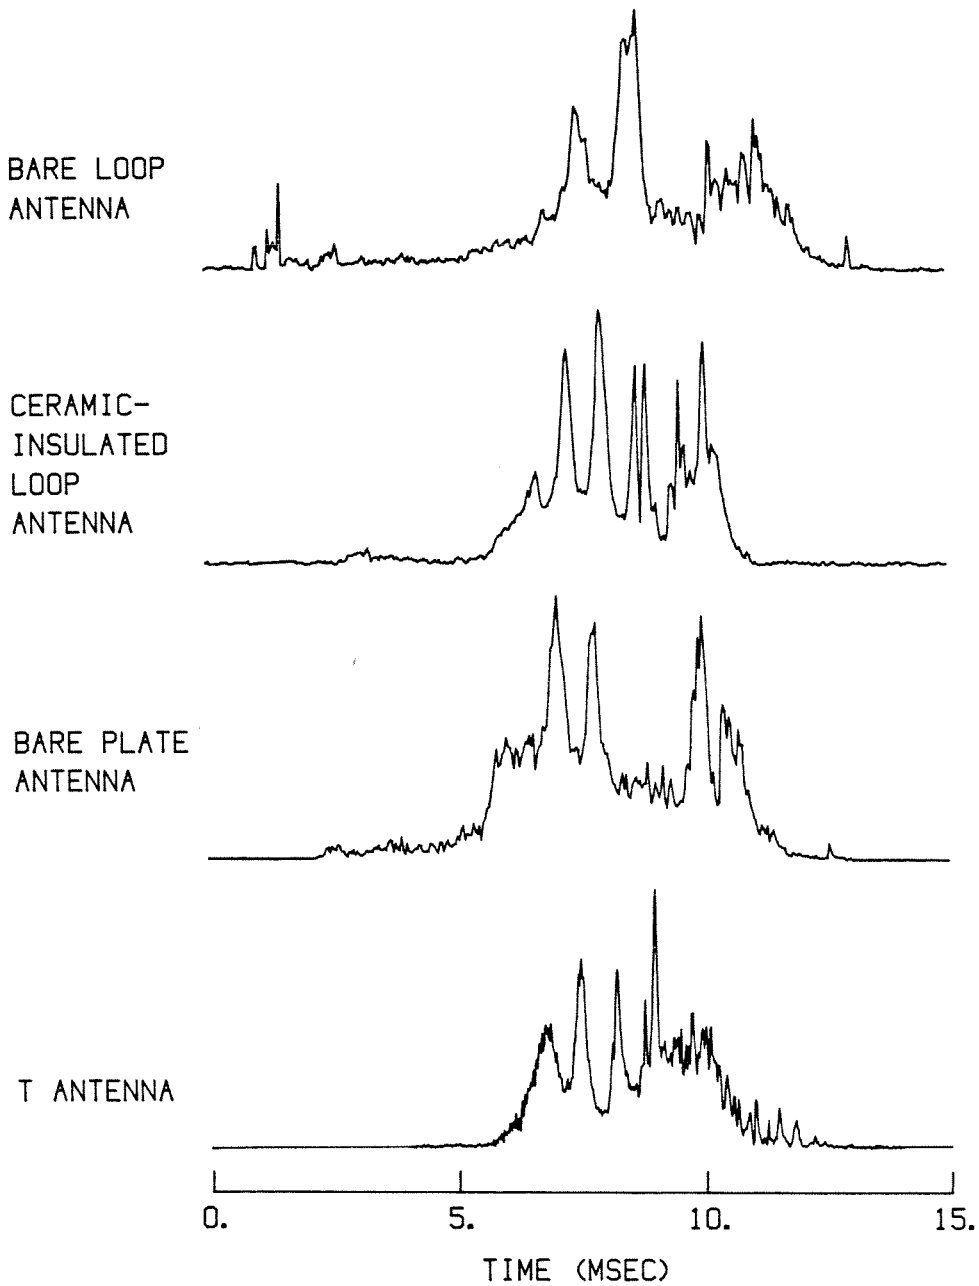 BARE LOOP
ANTENNA
CERAMIC-
INSULATED
LOOP
ANTENNA
BARE PLATE
ANTENNA
T ANTENNA
0. 5. 10. 15.
TIME (MSEC)